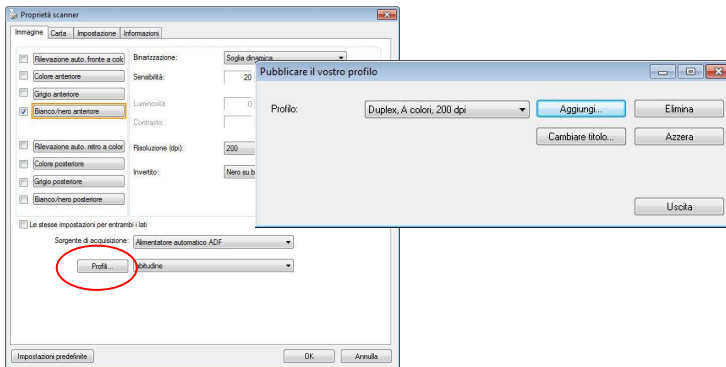 Proprietà scanner
Immagine Carta Impostazione Informazioni
Rilevazione auto. fronte a colo
Binarizzazione: Soglia dinamica
Colore anteriore
Sensibilità: 20
Grigio anteriore
Bianco/nero anteriore
Luminosità 0
Contrasto:
Rilevazione auto. retro a color
Risoluzione (dpi): 200
Colore posteriore
Invertito: Nero su b
Grigio posteriore
Bianco/nero posteriore
Le stesse impostazioni per entrambi i lati
Sorgente di acquisizione: Alimentatore automatico ADF
Profili... abitudine
Impostazioni predefinite OK Annulla
Pubblicare il vostro profilo
Profilo: Duplex, A colori, 200 dpi Aggiungi... Elimina
Cambiare titolo... Azzera
Uscita